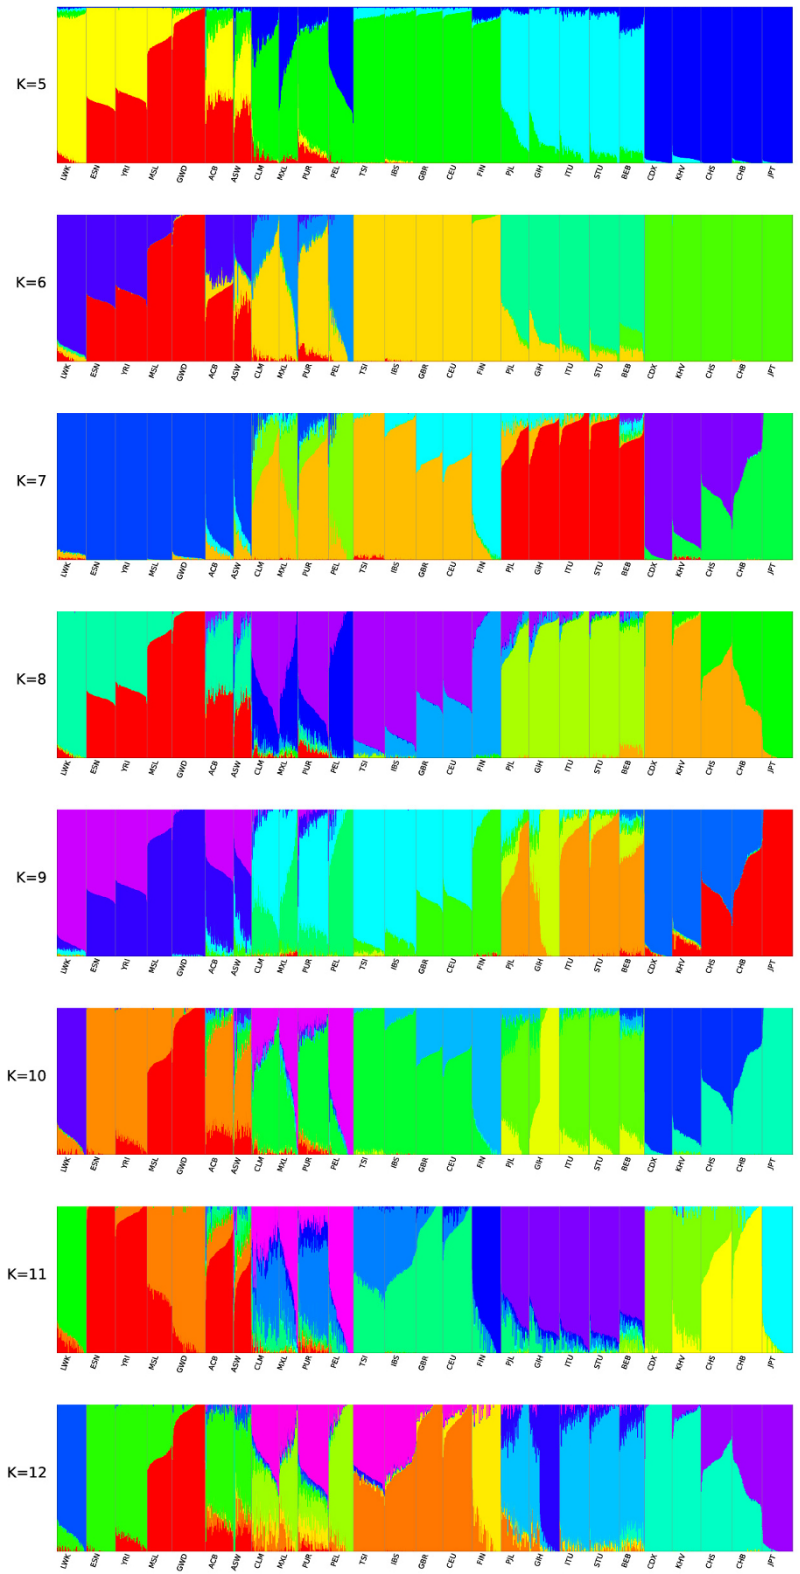 K=5
LWK ESN YRI MSL GWD ACB ASW CLM MXL PUR PEL TSI IBS GBR CEU FIN PJL GIH ITU STU BEB CDX KHV CHS CHB JPT
K=6
LWK ESN YRI MSL GWD ACB ASW CLM MXL PUR PEL TSI IBS GBR CEU FIN PJL GIH ITU STU BEB CDX KHV CHS CHB JPT
K=7
LWK ESN YRI MSL GWD ACB ASW CLM MXL PUR PEL TSI IBS GBR CEU FIN PJL GIH ITU STU BEB CDX KHV CHS CHB JPT
K=8
LWK ESN YRI MSL GWD ACB ASW CLM MXL PUR PEL TSI IBS GBR CEU FIN PJL GIH ITU STU BEB CDX KHV CHS CHB JPT
K=9
LWK ESN YRI MSL GWD ACB ASW CLM MXL PUR PEL TSI IBS GBR CEU FIN PJL GIH ITU STU BEB CDX KHV CHS CHB JPT
K=10
LWK ESN YRI MSL GWD ACB ASW CLM MXL PUR PEL TSI IBS GBR CEU FIN PJL GIH ITU STU BEB CDX KHV CHS CHB JPT
K=11
LWK ESN YRI MSL GWD ACB ASW CLM MXL PUR PEL TSI IBS GBR CEU FIN PJL GIH ITU STU BEB CDX KHV CHS CHB JPT
K=12
LWK ESN YRI MSL GWD ACB ASW CLM MXL PUR PEL TSI IBS GBR CEU FIN PJL GIH ITU STU BEB CDX KHV CHS CHB JPT